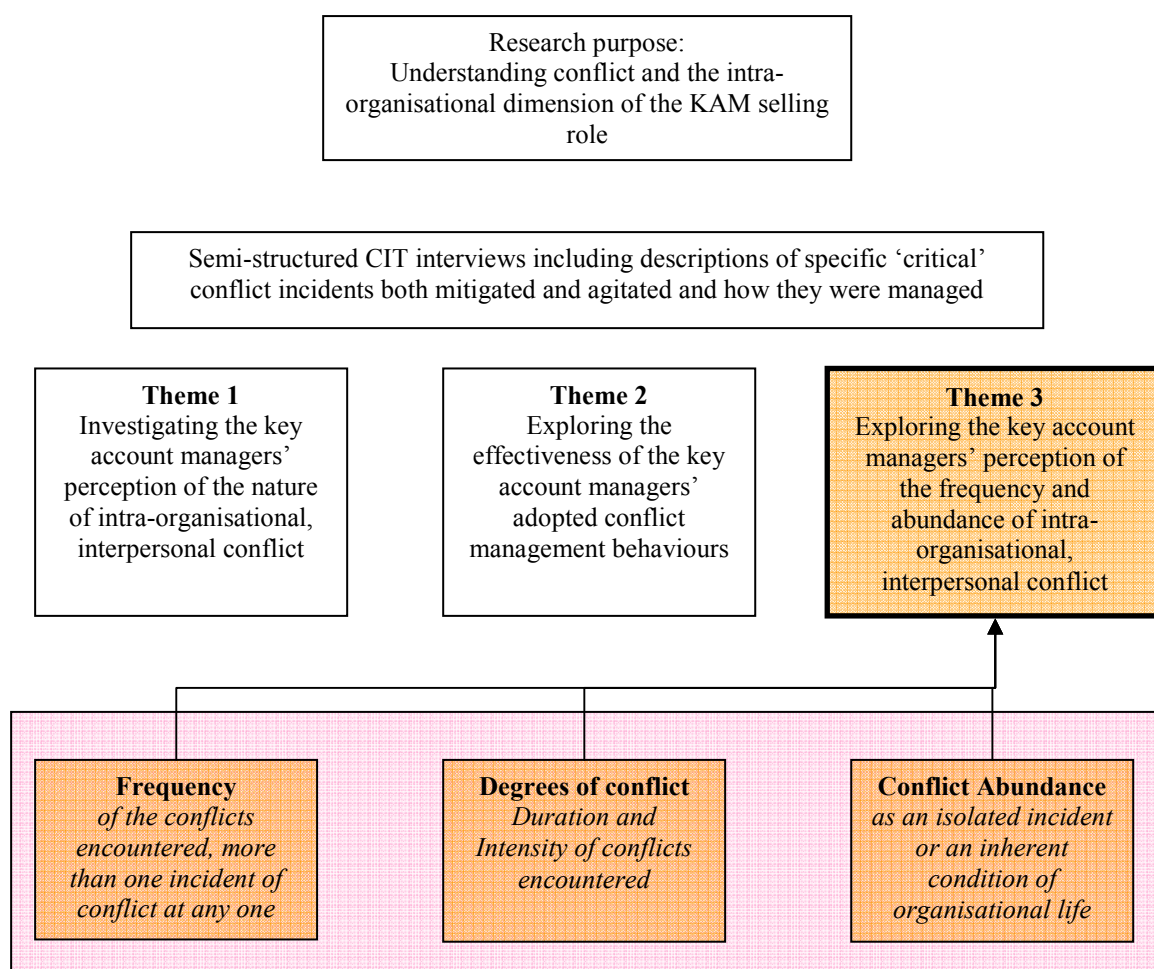 Research purpose:
Understanding conflict and the intra-
organisational dimension of the KAM selling
role
Semi-structured CIT interviews including descriptions of specific ‘critical’
conflict incidents both mitigated and agitated and how they were managed
Theme 1
Investigating the key
account managers’
perception of the nature
of intra-organisational,
interpersonal conflict
Theme 2
Exploring the
effectiveness of the key
account managers’
adopted conflict
management behaviours
Theme 3
Exploring the key account
managers’ perception of
the frequency and
abundance of intra-
organisational,
interpersonal conflict
Frequency
of the conflicts
encountered, more
than one incident of
conflict at any one
Degrees of conflict
Duration and
Intensity of conflicts
encountered
Conflict Abundance
as an isolated incident
or an inherent
condition of
organisational life